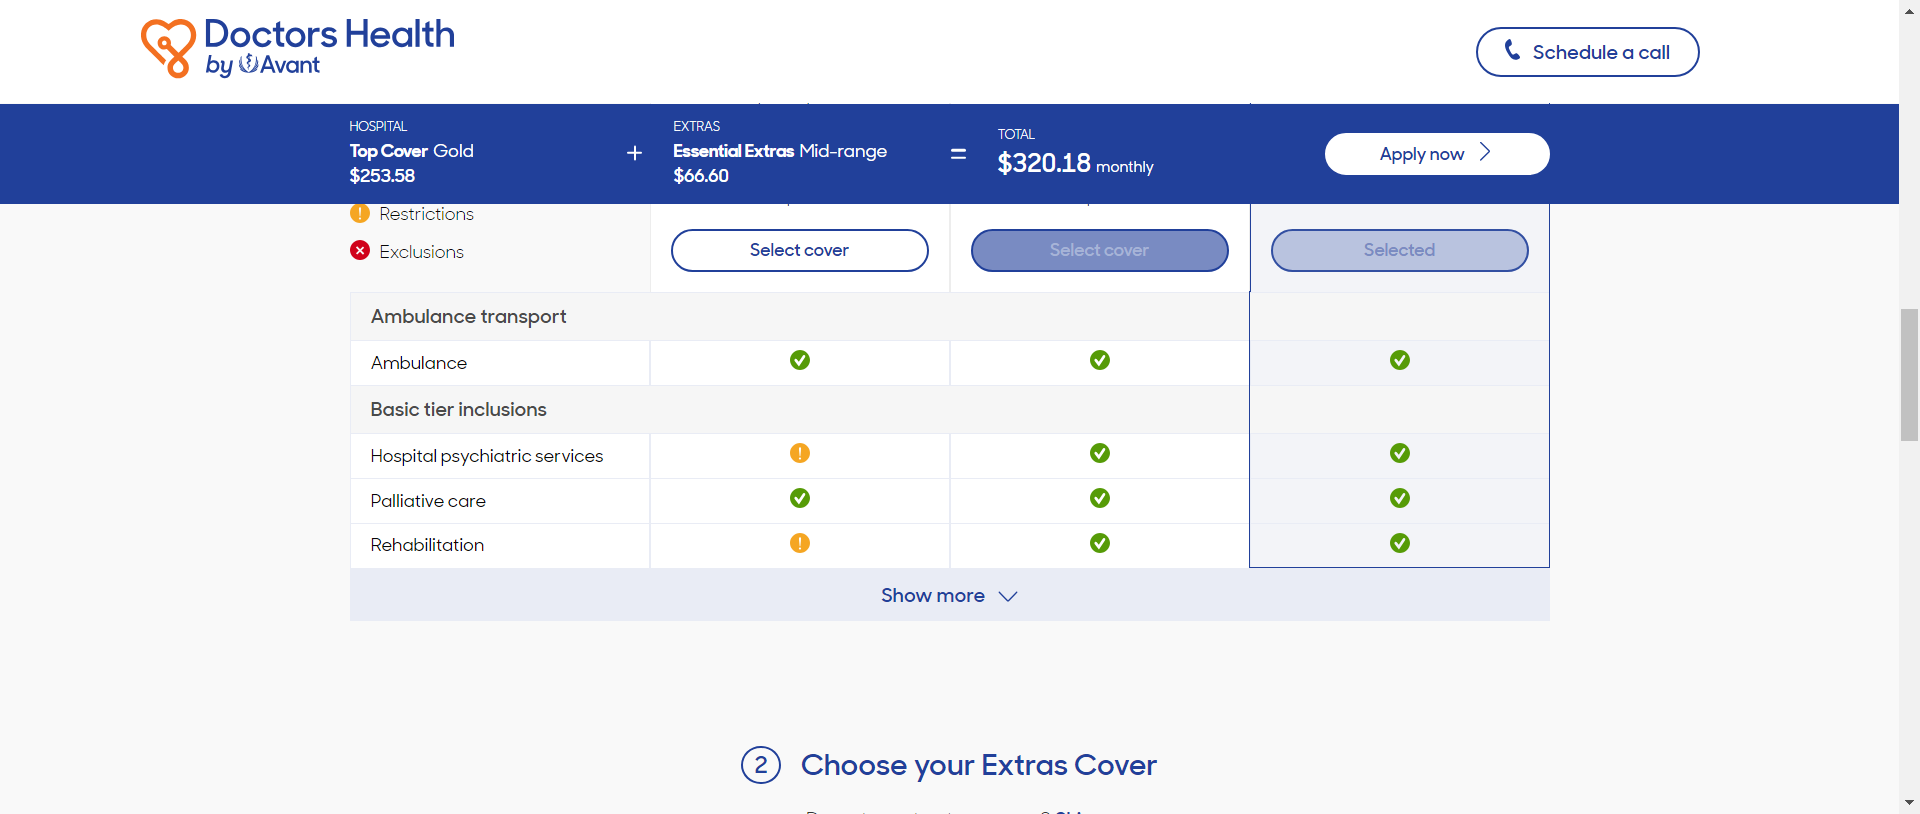 Doctors Health
by Avant
Schedule a call
HOSPITAL
Top Cover Gold
$253.58
+
EXTRAS
Essential Extras Mid-range
$66.60
=
TOTAL
$320.18 monthly
Apply now
Restrictions
Exclusions
Select cover
Select cover
Selected
Ambulance transport
Ambulance
Basic tier inclusions
Hospital psychiatric services
Palliative care
Rehabilitation
Show more
2 Choose your Extras Cover